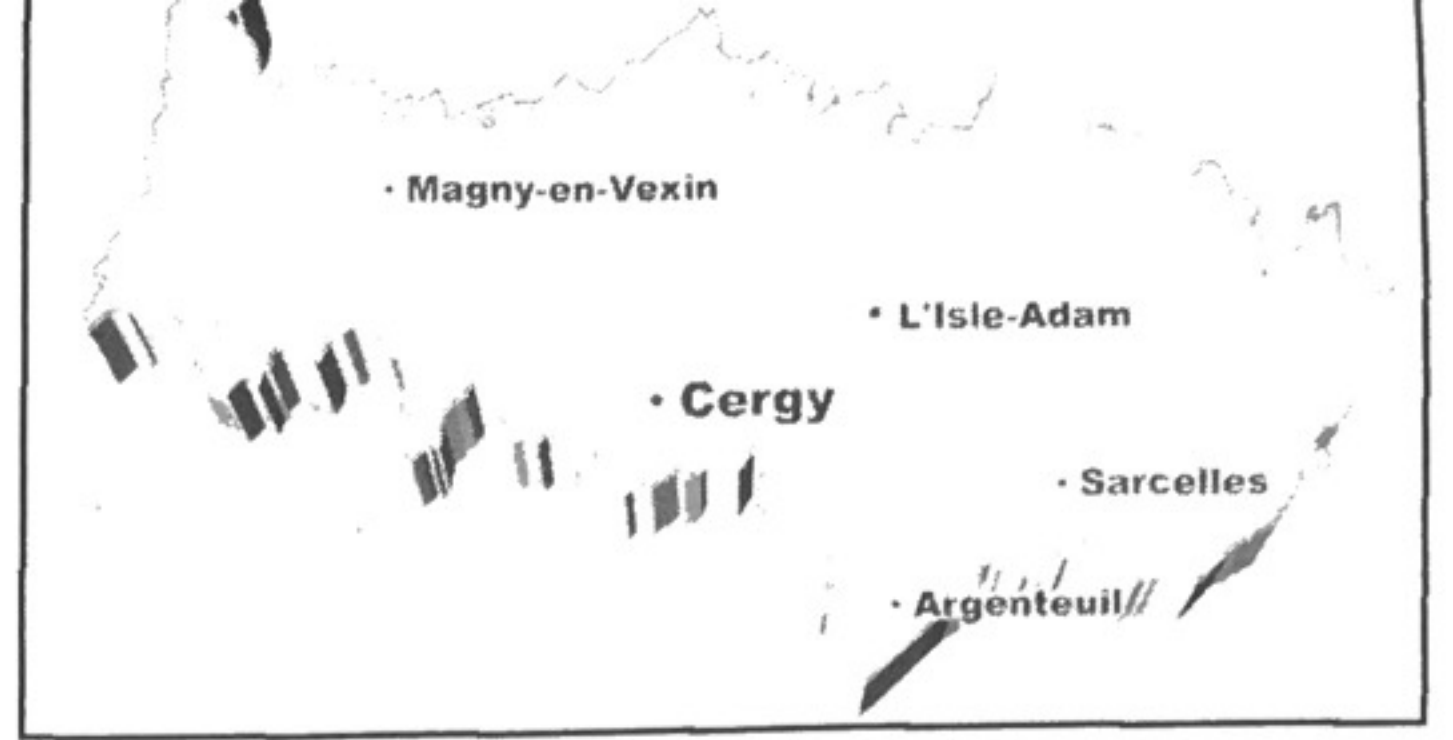 Magny-en-Vexin
L'Isle-Adam
Cergy
Sarcelles
Argenteuil